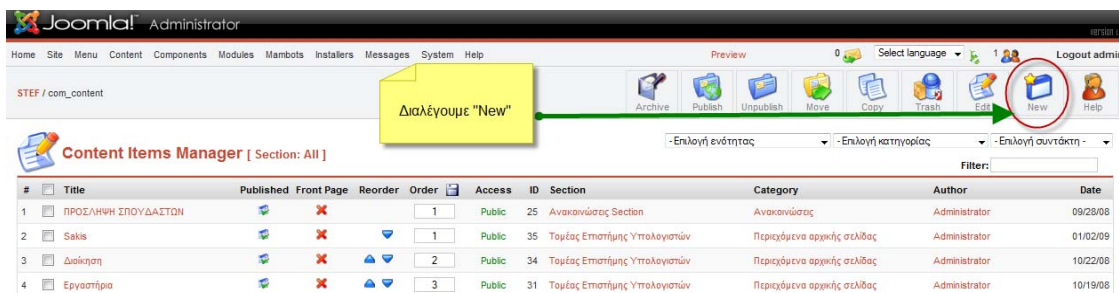 Joomla! Administrator
version
Home Site Menu Content Components Modules Mambots Installers Messages System Help Preview 0 Select language 1 Logout admi
STEF / com_content
Διαλέγουμε "New"
Archive Publish Unpublish Move Copy Trash Edit New Help
Content Items Manager [ Section: All ]
- Επιλογή ενότητας - Επιλογή κατηγορίας - Επιλογή συντάκτη -
Filter:
# Title Published Front Page Reorder Order Access ID Section Category Author Date
1 ΠΡΟΣΛΗΨΗ ΣΠΟΥΔΑΣΤΩΝ 1 Public 25 Ανακοινώσεις Section Ανακοινώσεις Administrator 09/28/08
2 Sakis 1 Public 35 Τομέας Επιστήμης Υπολογιστών Περιεχόμενα αρχικής σελίδας Administrator 01/02/09
3 Διοίκηση 2 Public 34 Τομέας Επιστήμης Υπολογιστών Περιεχόμενα αρχικής σελίδας Administrator 10/22/08
4 Εργαστήρια 3 Public 31 Τομέας Επιστήμης Υπολογιστών Περιεχόμενα αρχικής σελίδας Administrator 10/19/08